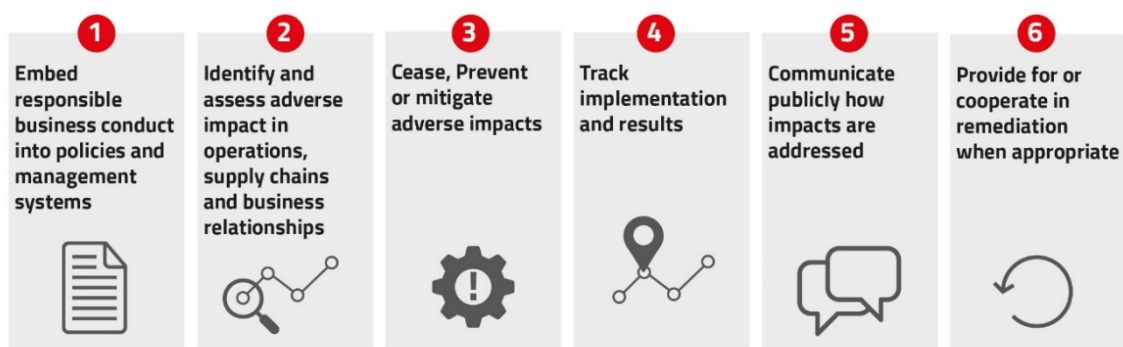 1
Embed
responsible
business conduct
into policies and
management
systems
2
Identify and
assess adverse
impact in
operations,
supply chains
and business
relationships
3
Cease, Prevent
or mitigate
adverse impacts
4
Track
implementation
and results
5
Communicate
publicly how
impacts are
addressed
6
Provide for or
cooperate in
remediation
when appropriate